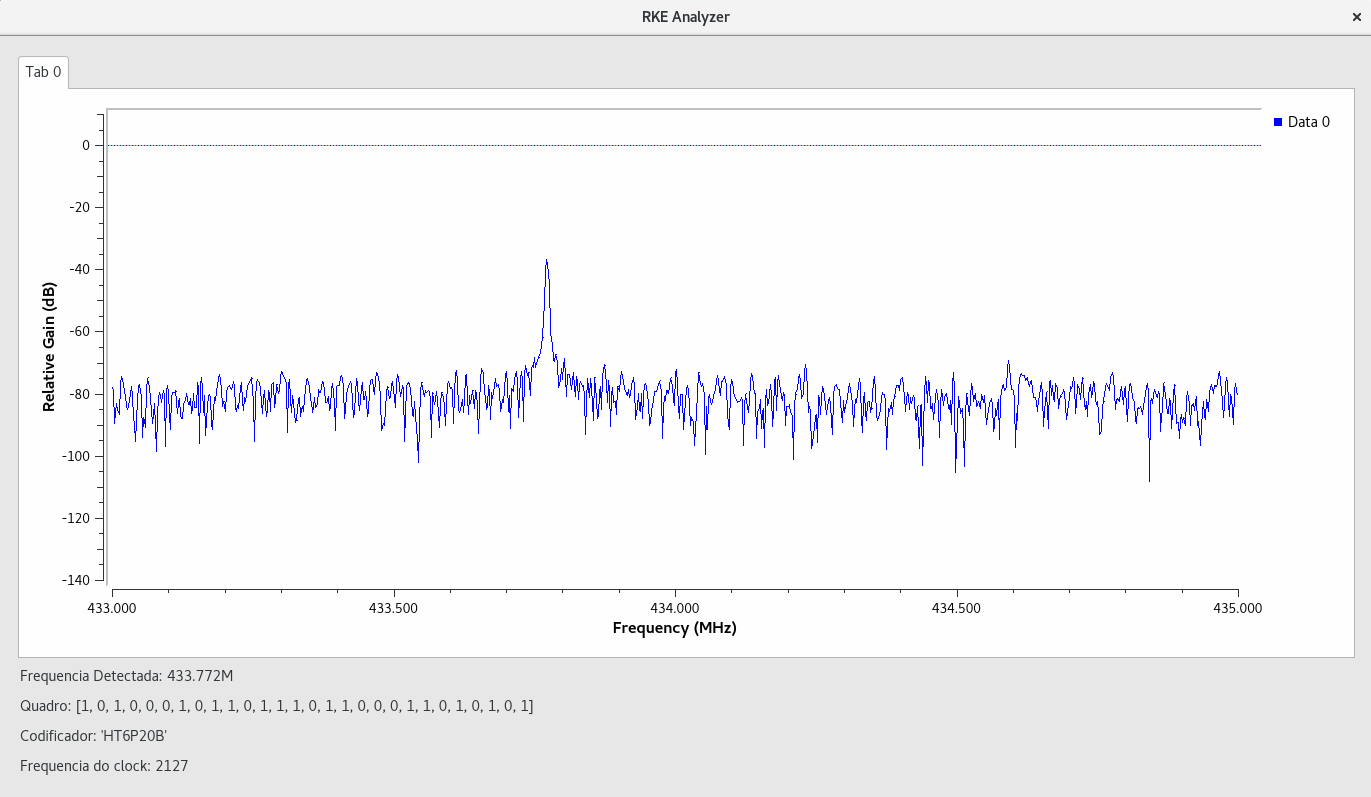 RKE Analyzer ×
Tab 0
Data 0
0
-20
-40
-60
-80
-100
-120
-140
Relative Gain (dB)
433.000 433.500 434.000 434.500 435.000
Frequency (MHz)
Frequencia Detectada: 433.772M
Quadro: [1, 0, 1, 0, 0, 0, 1, 0, 1, 1, 0, 1, 1, 1, 0, 1, 1, 0, 0, 0, 1, 1, 0, 1, 0, 1, 0, 1]
Codificador: 'HT6P20B'
Frequencia do clock: 2127